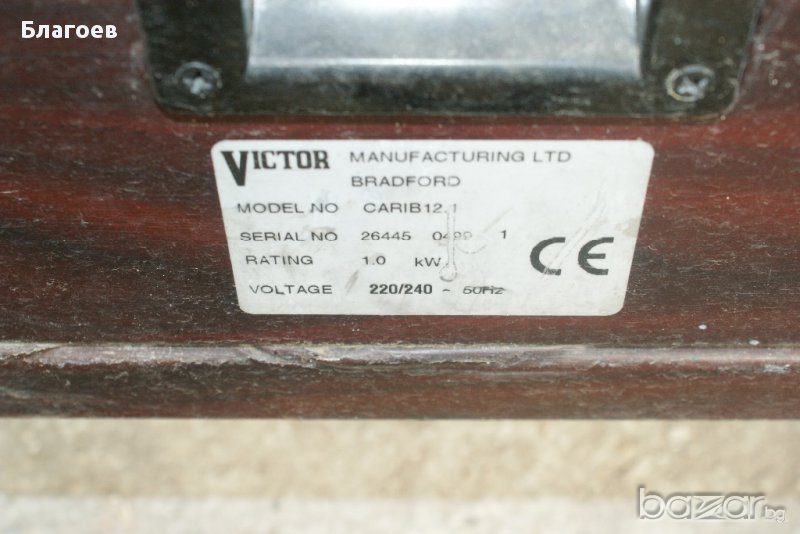 Благоев
VICTOR MANUFACTURING LTD
BRADFORD
MODEL NO CARIB12.1
SERIAL NO 26445 0499 1
RATING 1.0 kW
VOLTAGE 220/240 ~ 50Hz
CE
bazar.bg